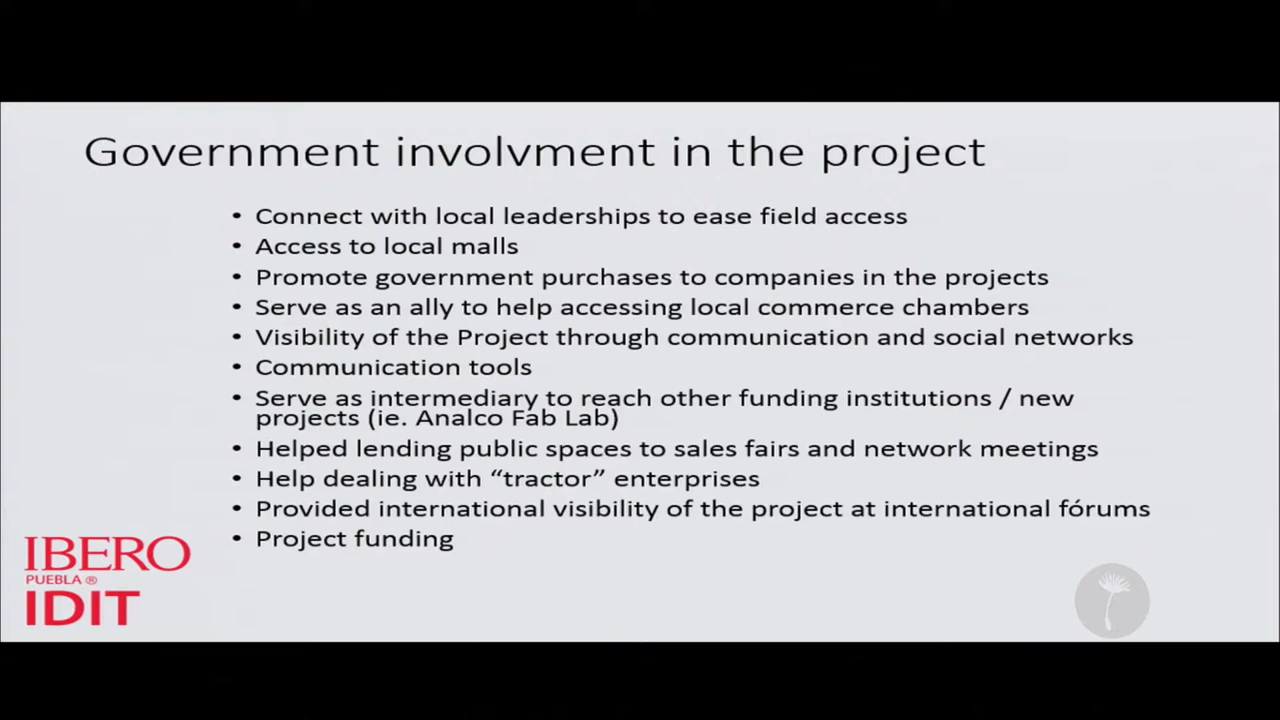 Government involvment in the project
• Connect with local leaderships to ease field access
• Access to local malls
• Promote government purchases to companies in the projects
• Serve as an ally to help accessing local commerce chambers
• Visibility of the Project through communication and social networks
• Communication tools
• Serve as intermediary to reach other funding institutions / new
projects (ie. Analco Fab Lab)
• Helped lending public spaces to sales fairs and network meetings
• Help dealing with “tractor” enterprises
• Provided international visibility of the project at international fórums
• Project funding
IBERO
PUEBLA ®
IDIT